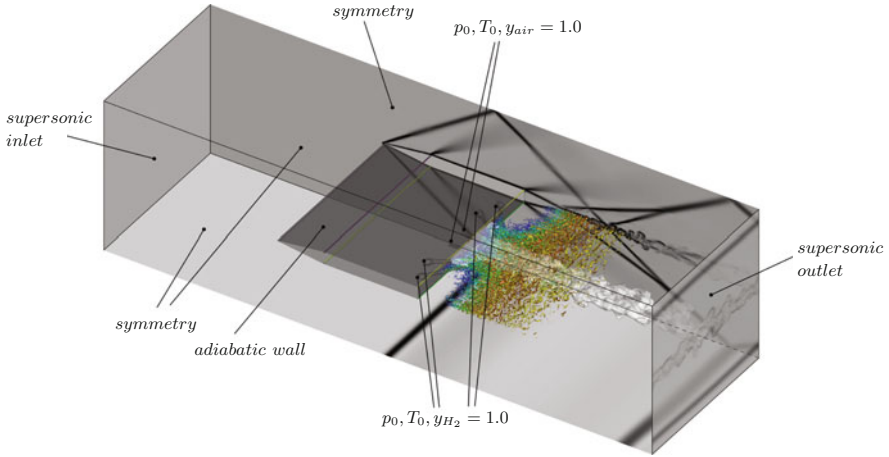 symmetry
p_0, T_0, y_{air} = 1.0
supersonic
inlet
supersonic
outlet
symmetry
adiabatic wall
p_0, T_0, y_{H_2} = 1.0